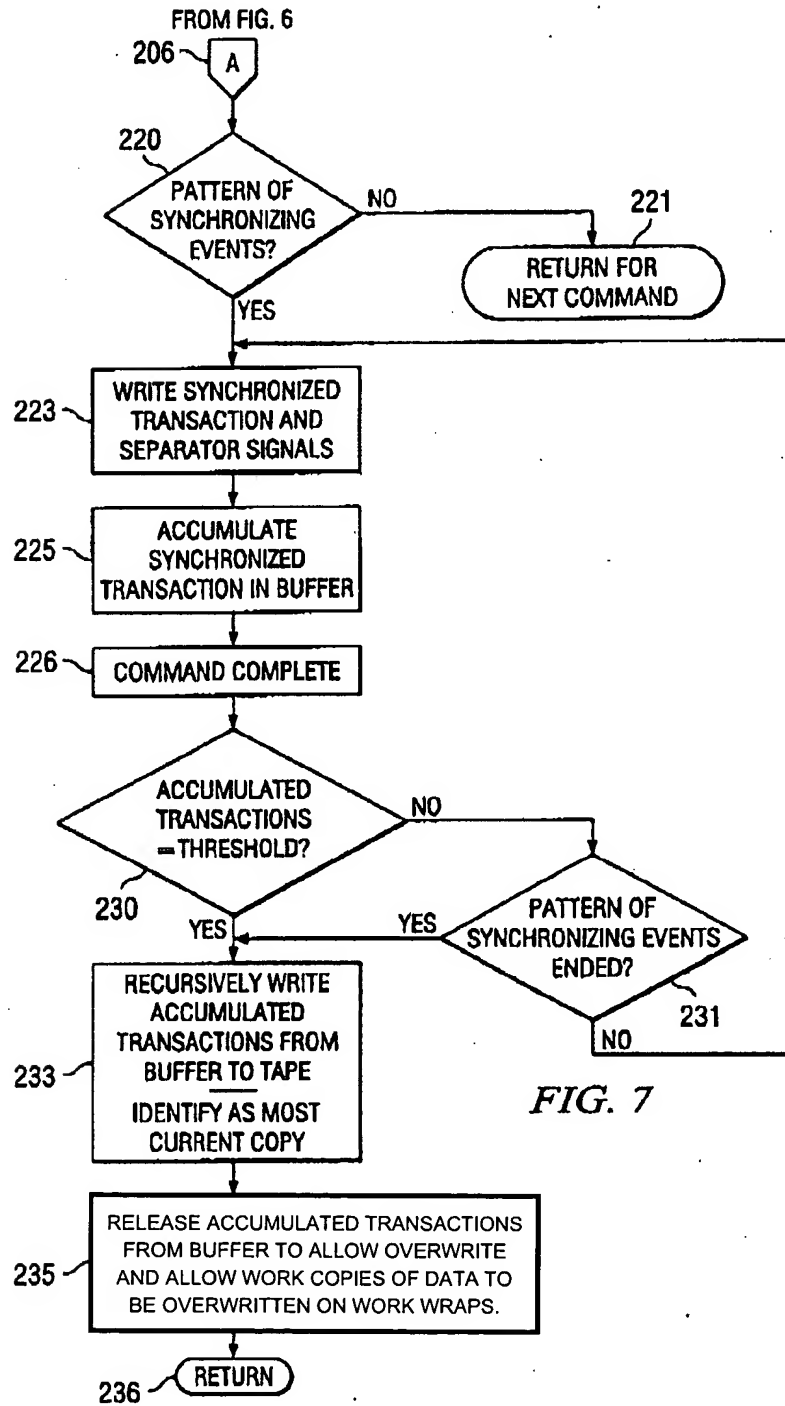 FROM FIG. 6
206
A
220
PATTERN OF
SYNCHRONIZING
EVENTS?
NO
221
RETURN FOR
NEXT COMMAND
YES
223
WRITE SYNCHRONIZED
TRANSACTION AND
SEPARATOR SIGNALS
225
ACCUMULATE
SYNCHRONIZED
TRANSACTION IN BUFFER
226
COMMAND COMPLETE
ACCUMULATED
TRANSACTIONS
=THRESHOLD?
NO
230
YES
YES
PATTERN OF
SYNCHRONIZING EVENTS
ENDED?
231
NO
233
RECURSIVELY WRITE
ACCUMULATED
TRANSACTIONS FROM
BUFFER TO TAPE
IDENTIFY AS MOST
CURRENT COPY
FIG. 7
235
RELEASE ACCUMULATED TRANSACTIONS
FROM BUFFER TO ALLOW OVERWRITE
AND ALLOW WORK COPIES OF DATA TO
BE OVERWRITTEN ON WORK WRAPS.
236
RETURN